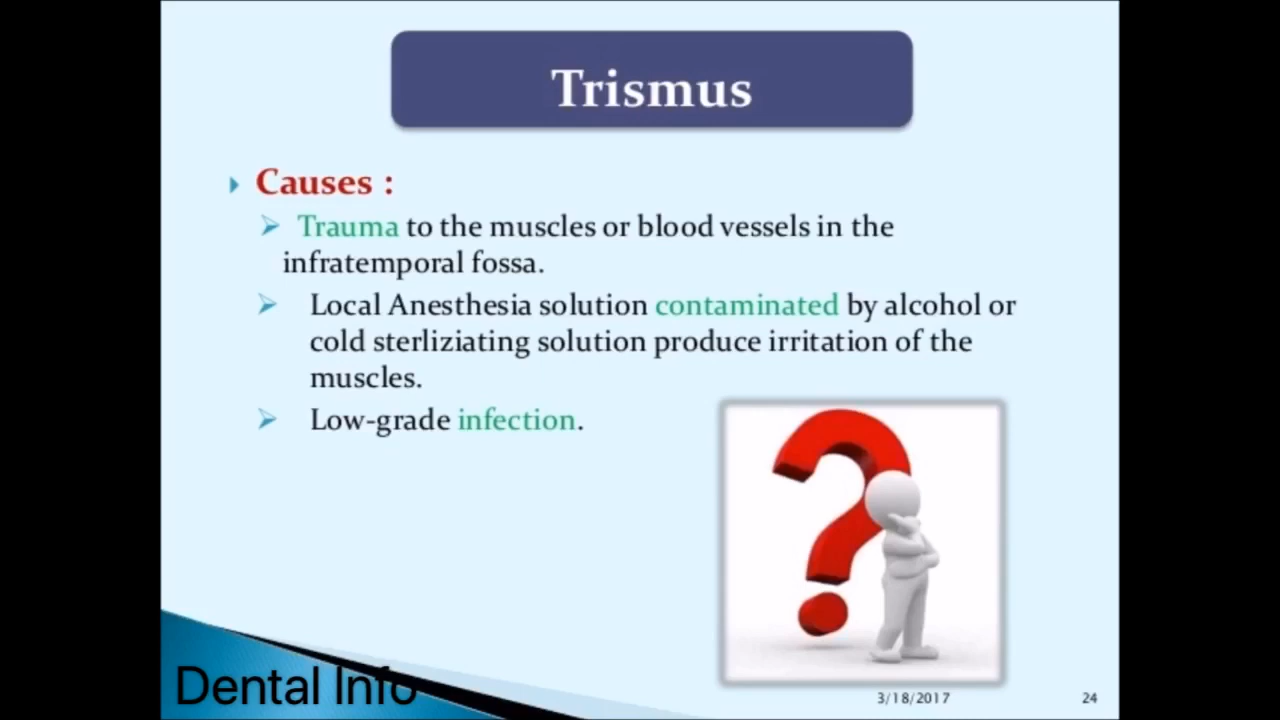 Trismus
Causes :
Trauma to the muscles or blood vessels in the
infratemporal fossa.
Local Anesthesia solution contaminated by alcohol or
cold sterliziating solution produce irritation of the
muscles.
Low-grade infection.
Dental Info
3/18/2017
24